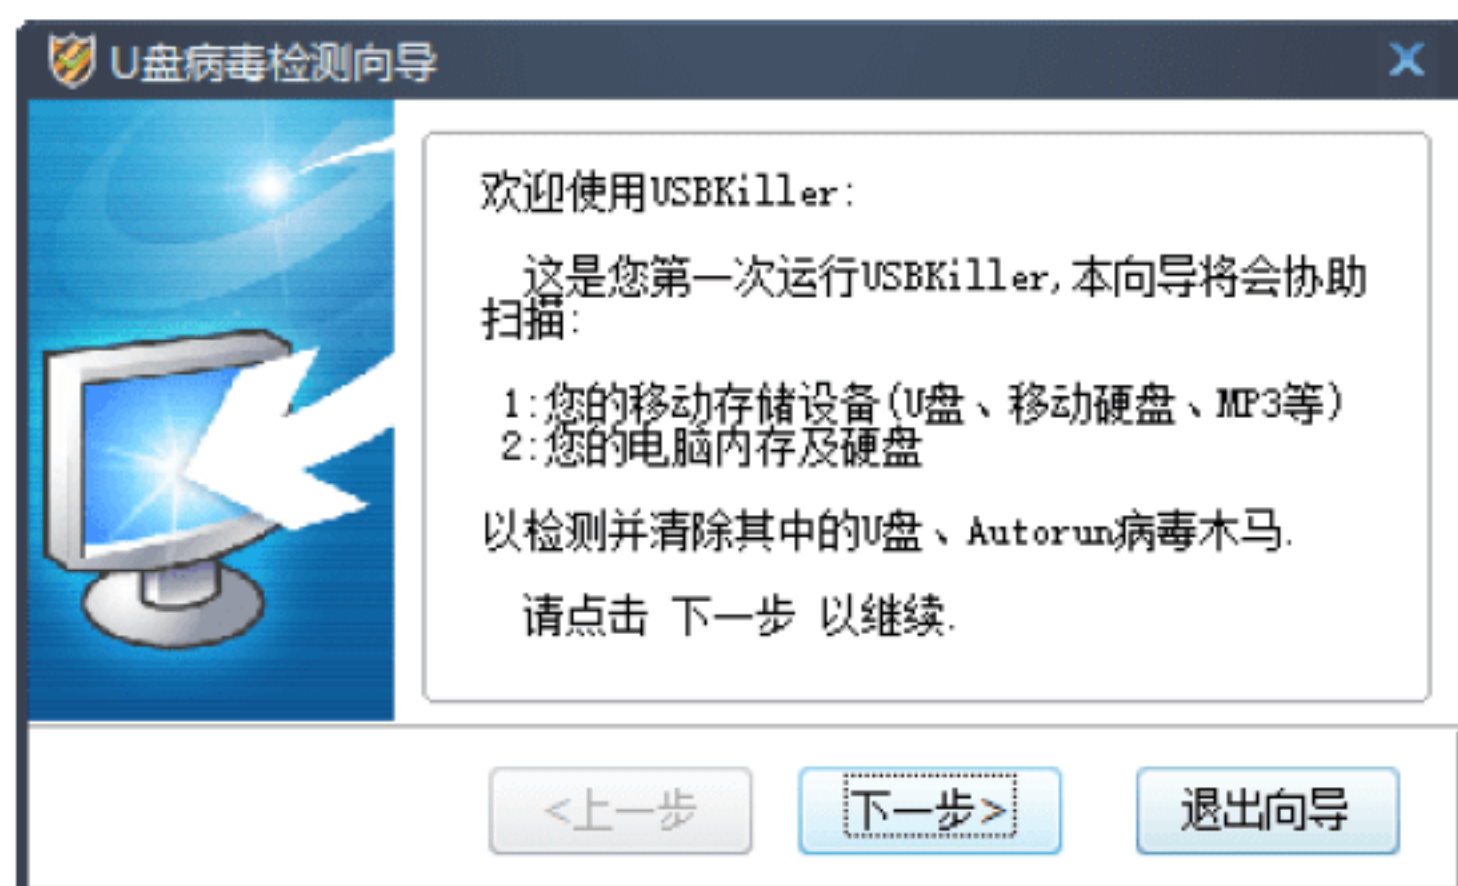 U盘病毒检测向导
欢迎使用USBKiller:
这是您第一次运行USBKiller,本向导将会协助
扫描:
1:您的移动存储设备(U盘、移动硬盘、MP3等)
2:您的电脑内存及硬盘
以检测并清除其中的U盘、Autorun病毒木马.
请点击 下一步 以继续.
<上一步
下一步>
退出向导